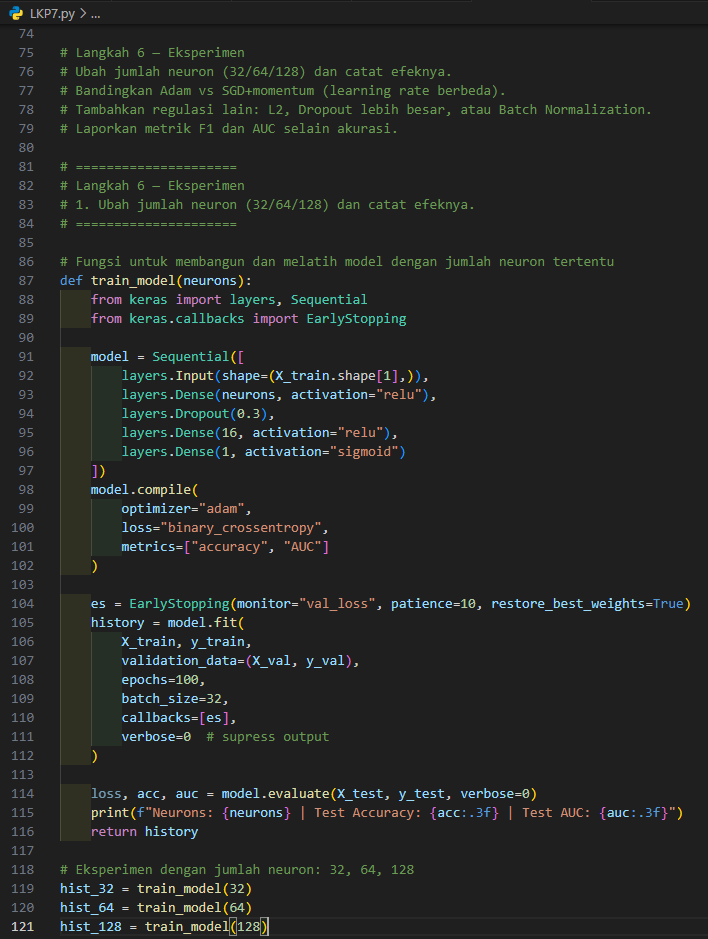 LKP7.py > ...
74
75 # Langkah 6 – Eksperimen
76 # Ubah jumlah neuron (32/64/128) dan catat efeknya.
77 # Bandingkan Adam vs SGD+momentum (learning rate berbeda).
78 # Tambahkan regulasi lain: L2, Dropout lebih besar, atau Batch Normalization.
79 # Laporkan metrik F1 dan AUC selain akurasi.
80
81 # =====================
82 # Langkah 6 – Eksperimen
83 # 1. Ubah jumlah neuron (32/64/128) dan catat efeknya.
84 # =====================
85
86 # Fungsi untuk membangun dan melatih model dengan jumlah neuron tertentu
87 def train_model(neurons):
88     from keras import layers, Sequential
89     from keras.callbacks import EarlyStopping
90
91     model = Sequential([
92         layers.Input(shape=(X_train.shape[1],)),
93         layers.Dense(neurons, activation="relu"),
94         layers.Dropout(0.3),
95         layers.Dense(16, activation="relu"),
96         layers.Dense(1, activation="sigmoid")
97     ])
98     model.compile(
99         optimizer="adam",
100         loss="binary_crossentropy",
101         metrics=["accuracy", "AUC"]
102     )
103
104     es = EarlyStopping(monitor="val_loss", patience=10, restore_best_weights=True)
105     history = model.fit(
106         X_train, y_train,
107         validation_data=(X_val, y_val),
108         epochs=100,
109         batch_size=32,
110         callbacks=[es],
111         verbose=0  # supress output
112     )
113
114     loss, acc, auc = model.evaluate(X_test, y_test, verbose=0)
115     print(f"Neurons: {neurons} | Test Accuracy: {acc:.3f} | Test AUC: {auc:.3f}")
116     return history
117
118 # Eksperimen dengan jumlah neuron: 32, 64, 128
119 hist_32 = train_model(32)
120 hist_64 = train_model(64)
121 hist_128 = train_model(128)